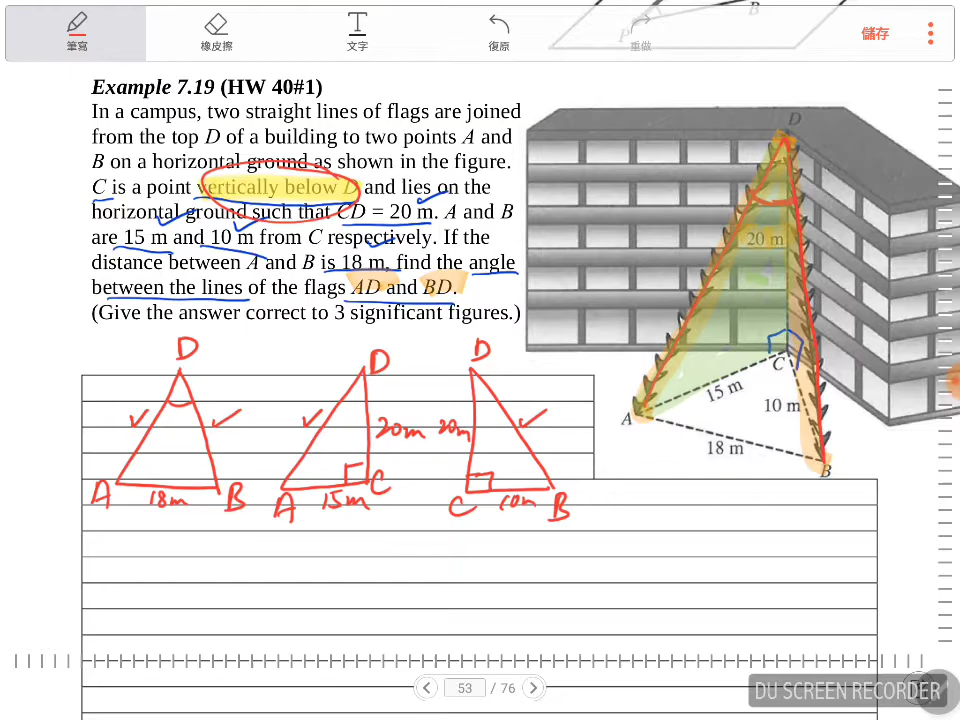 P
B
筆寫
橡皮擦
文字
復原
重做
儲存
Example 7.19 (HW 40#1)
In a campus, two straight lines of flags are joined
from the top D of a building to two points A and
B on a horizontal ground as shown in the figure.
C is a point vertically below D and lies on the
horizontal ground such that CD = 20 m. A and B
are 15 m and 10 m from C respectively. If the
distance between A and B is 18 m, find the angle
between the lines of the flags AD and BD.
(Give the answer correct to 3 significant figures.)
D
20 m
C
15 m
10 m
A
18 m
B
D
A
18m
B
D
20m
A
15m
C
D
20m
C
10m
B
53 / 76
DU SCREEN RECORDER